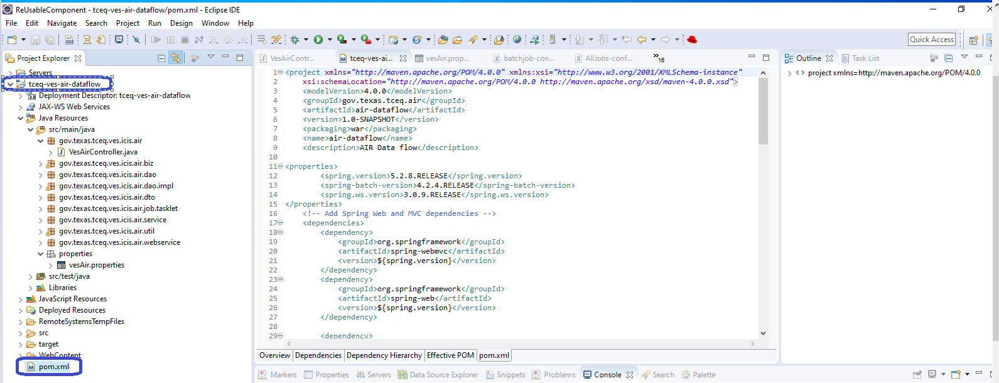 ReUsableComponent - tceq-ves-air-dataflow/pom.xml - Eclipse IDE
File Edit Navigate Search Project Run Design Window Help
Quick Access
Project Explorer
Servers
tceq-ves-air-dataflow
Deployment Descriptor: tceq-ves-air-dataflow
JAX-WS Web Services
Java Resources
src/main/java
gov.texas.tceq.ves.icis.air
VesAirController.java
gov.texas.tceq.ves.icis.air.biz
gov.texas.tceq.ves.icis.air.dao
gov.texas.tceq.ves.icis.air.dao.impl
gov.texas.tceq.ves.icis.air.dto
gov.texas.tceq.ves.icis.air.job.tasklet
gov.texas.tceq.ves.icis.air.service
gov.texas.tceq.ves.icis.air.util
gov.texas.tceq.ves.icis.air.webservice
properties
vesAir.properties
src/test/java
Libraries
JavaScript Resources
Deployed Resources
RemoteSystemsTempFiles
src
target
WebContent
pom.xml
VesAirContr... tceq-ves-ai... vesAir.prop... batchjob-con... AllJobs-conf... »16
1 <project xmlns="http://maven.apache.org/POM/4.0.0" xmlns:xsi="http://www.w3.org/2001/XMLSchema-instance"
2 xsi:schemaLocation="http://maven.apache.org/POM/4.0.0 http://maven.apache.org/xsd/maven-4.0.0.xsd">
3 <modelVersion>4.0.0</modelVersion>
4 <groupId>gov.texas.tceq.air</groupId>
5 <artifactId>air-dataflow</artifactId>
6 <version>1.0-SNAPSHOT</version>
7 <packaging>war</packaging>
8 <name>air-dataflow</name>
9 <description>AIR Data flow</description>
10
11 <properties>
12 <spring.version>5.2.8.RELEASE</spring.version>
13 <spring-batch-version>4.2.4.RELEASE</spring-batch-version>
14 <spring.ws.version>3.0.9.RELEASE</spring.ws.version>
15 </properties>
16 <!-- Add Spring Web and MVC dependencies -->
17 <dependencies>
18 <dependency>
19 <groupId>org.springframework</groupId>
20 <artifactId>spring-webmvc</artifactId>
21 <version>${spring.version}</version>
22 </dependency>
23 <dependency>
24 <groupId>org.springframework</groupId>
25 <artifactId>spring-web</artifactId>
26 <version>${spring.version}</version>
27 </dependency>
28
29 <dependency>
Overview Dependencies Dependency Hierarchy Effective POM pom.xml
Markers Properties Servers Data Source Explorer Snippets Problems Console Search Palette
Outline Task List
project xmlns=http://maven.apache.org/POM/4.0.0